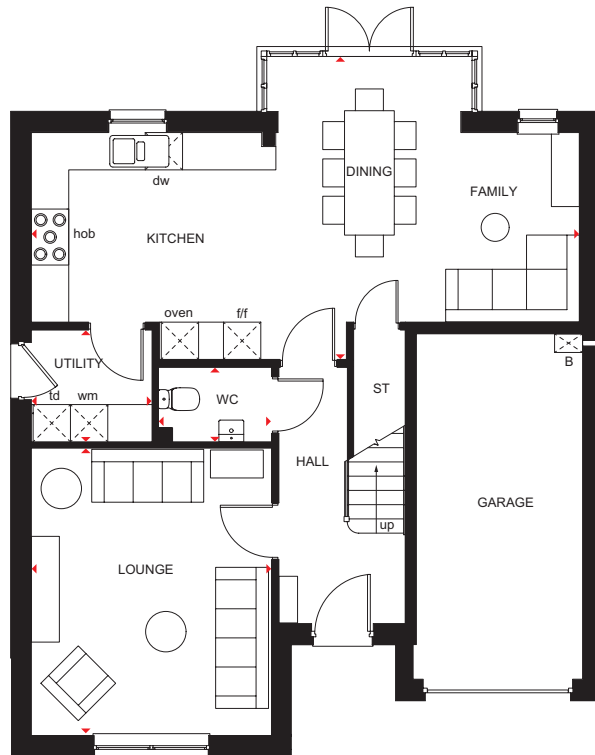 DINING
dw
FAMILY
hob
KITCHEN
oven
f/f
UTILITY
B
td
wm
WC
ST
HALL
GARAGE
up
LOUNGE